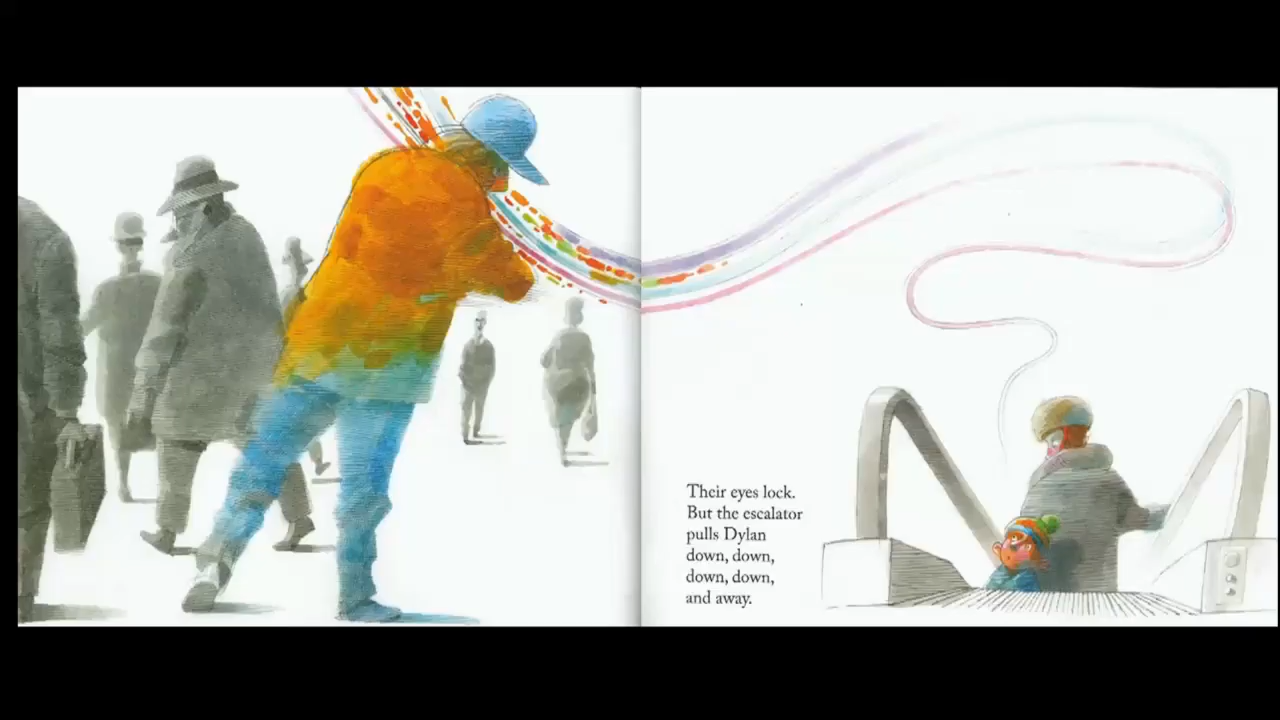 Their eyes lock.
But the escalator
pulls Dylan
down, down,
down, down,
and away.